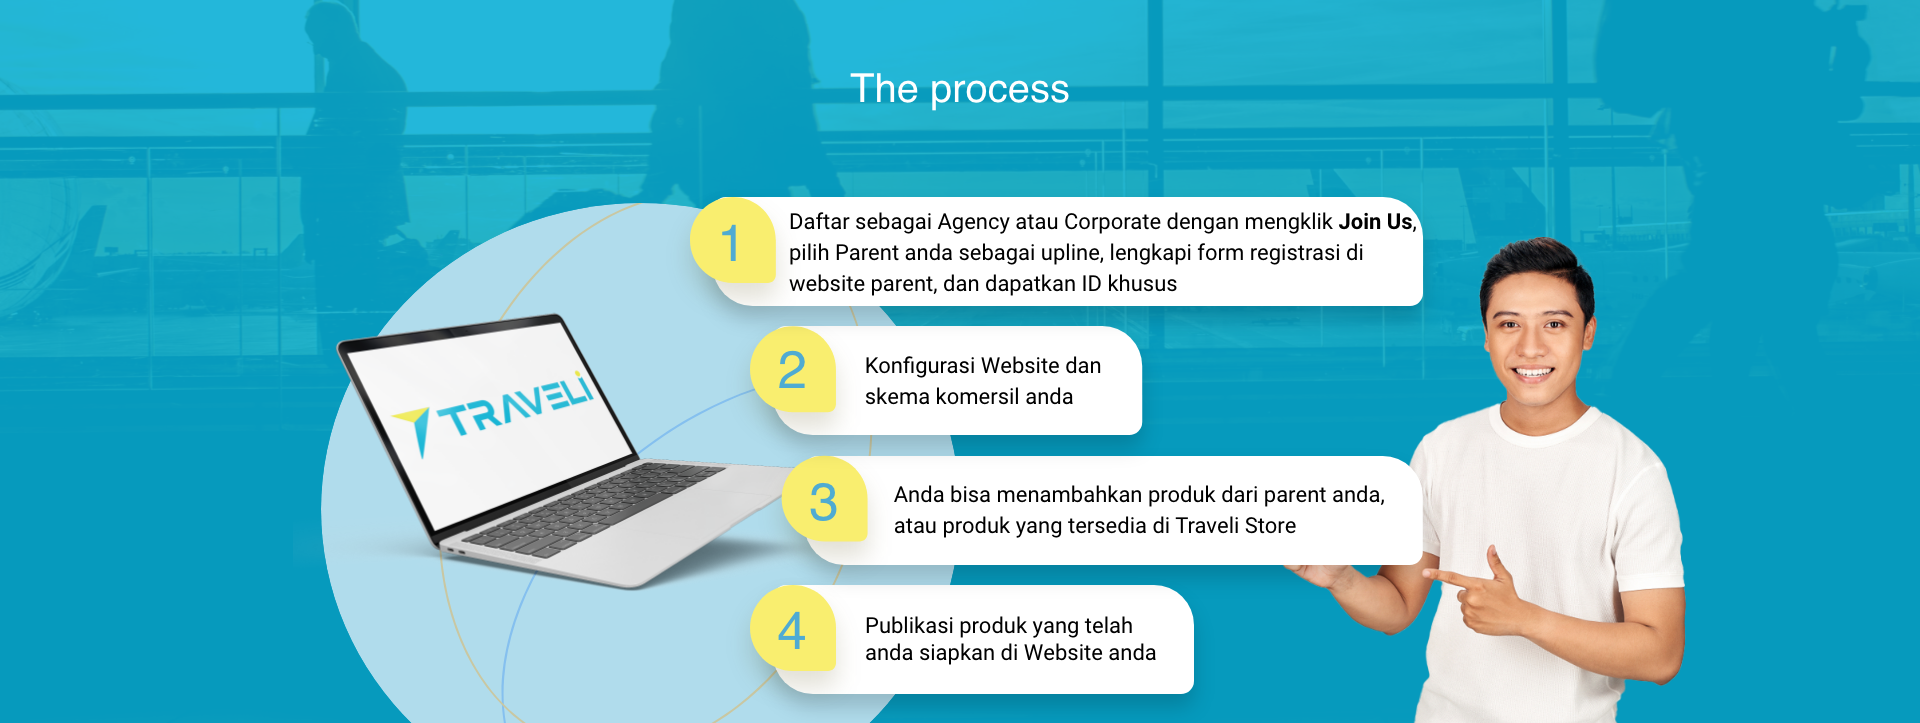 The process
1
Daftar sebagai Agency atau Corporate dengan mengklik Join Us,
pilih Parent anda sebagai upline, lengkapi form registrasi di
website parent, dan dapatkan ID khusus
TRAVELi
2
Konfigurasi Website dan
skema komersil anda
3
Anda bisa menambahkan produk dari parent anda,
atau produk yang tersedia di Traveli Store
4
Publikasi produk yang telah
anda siapkan di Website anda